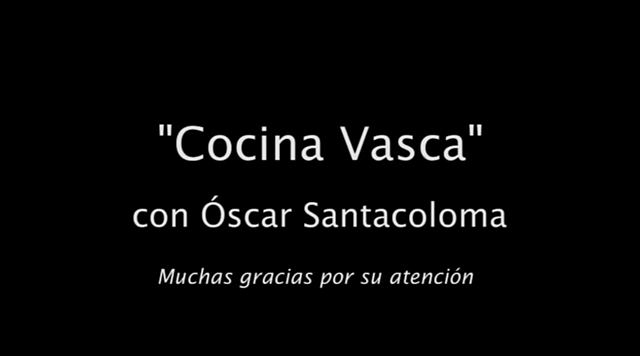 "Cocina Vasca"
con Óscar Santacoloma
Muchas gracias por su atención